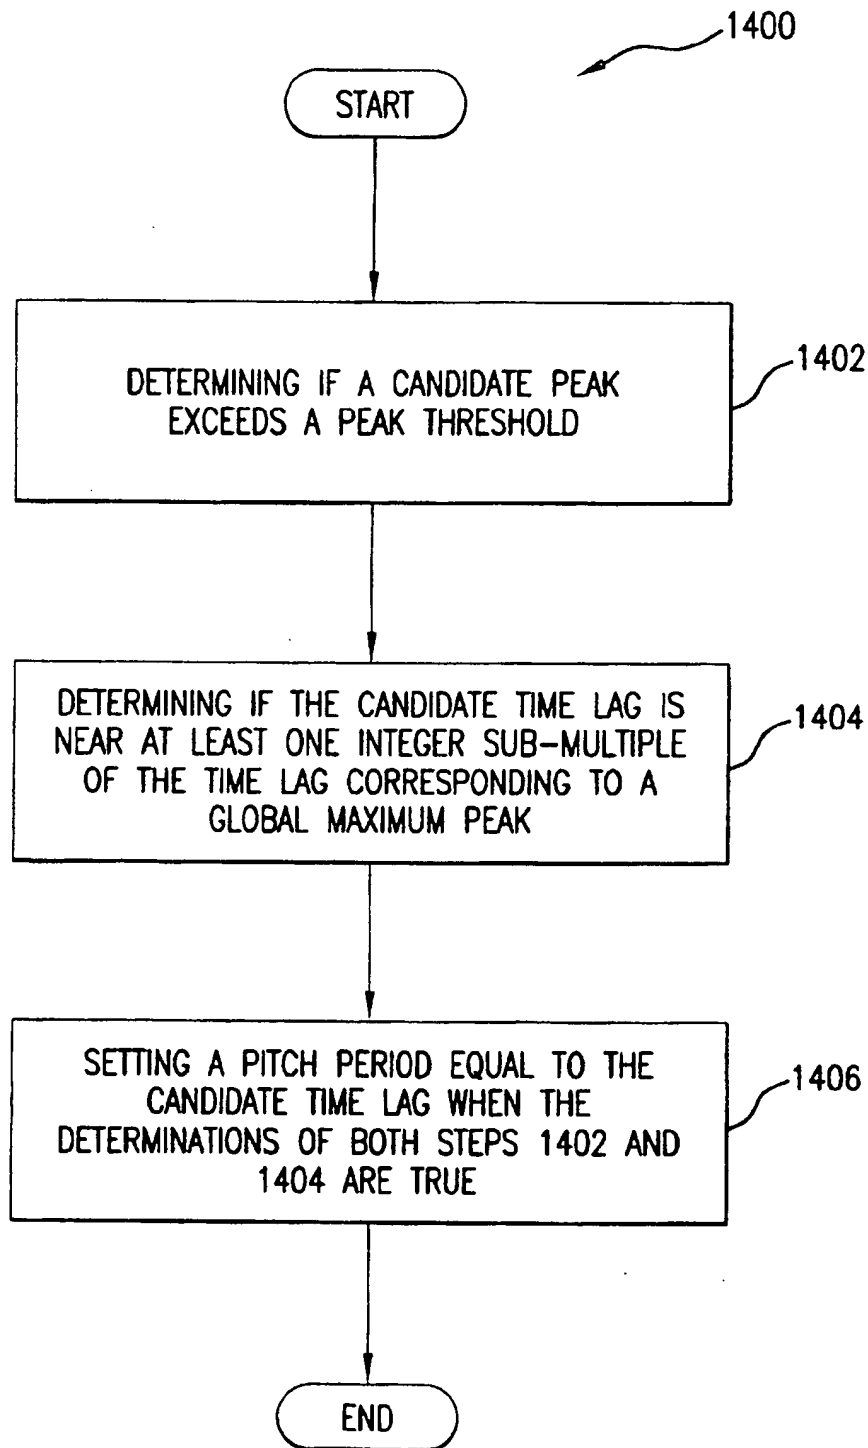 1400
START
DETERMINING IF A CANDIDATE PEAK
EXCEEDS A PEAK THRESHOLD
1402
DETERMINING IF THE CANDIDATE TIME LAG IS
NEAR AT LEAST ONE INTEGER SUB-MULTIPLE
OF THE TIME LAG CORRESPONDING TO A
GLOBAL MAXIMUM PEAK
1404
SETTING A PITCH PERIOD EQUAL TO THE
CANDIDATE TIME LAG WHEN THE
DETERMINATIONS OF BOTH STEPS 1402 AND
1404 ARE TRUE
1406
END